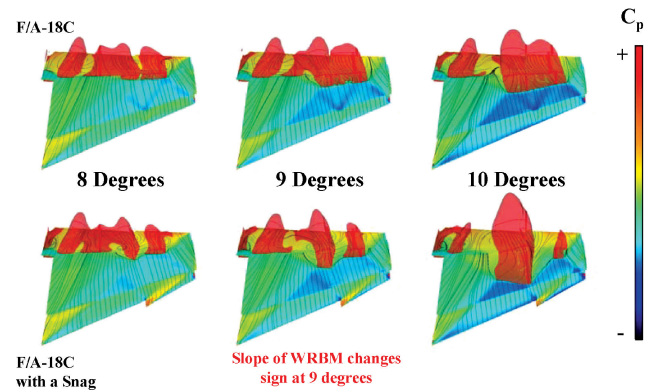 F/A-18C
Cp
+
8 Degrees
9 Degrees
10 Degrees
-
F/A-18C
with a Snag
Slope of WRBM changes
sign at 9 degrees